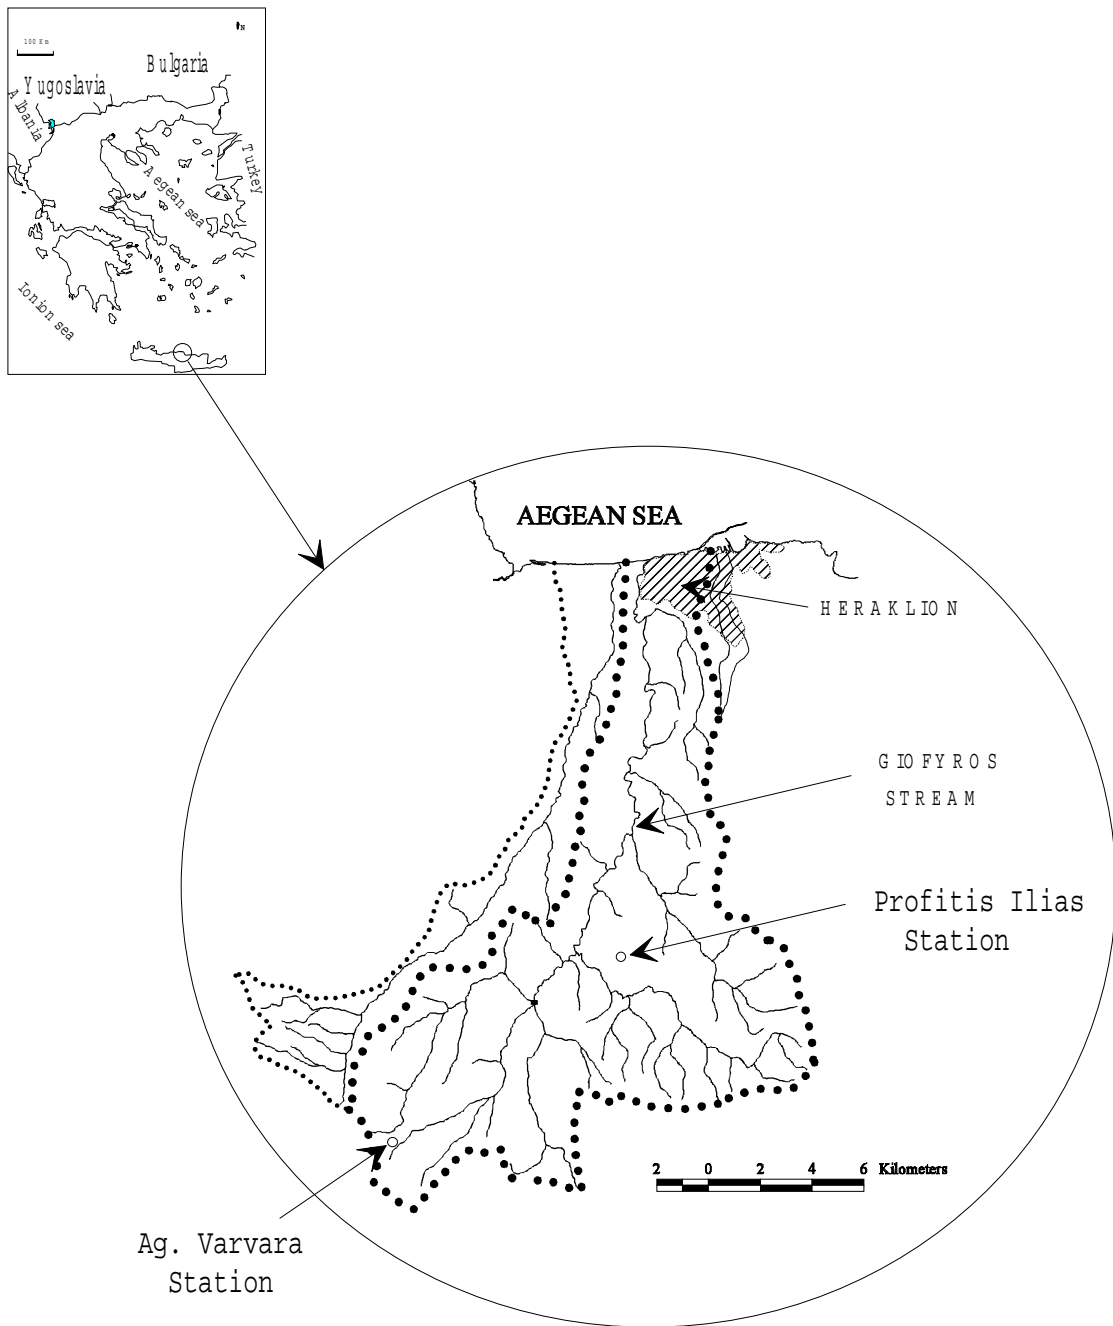 N
100 Km
Bulgaria
Yugoslavia
Albania
Turkey
Aegean sea
Ionion sea
AEGEAN SEA
HERAKLION
GIOFYROS
STREAM
Profitis Ilias
Station
2 0 2 4 6 Kilometers
Ag. Varvara
Station